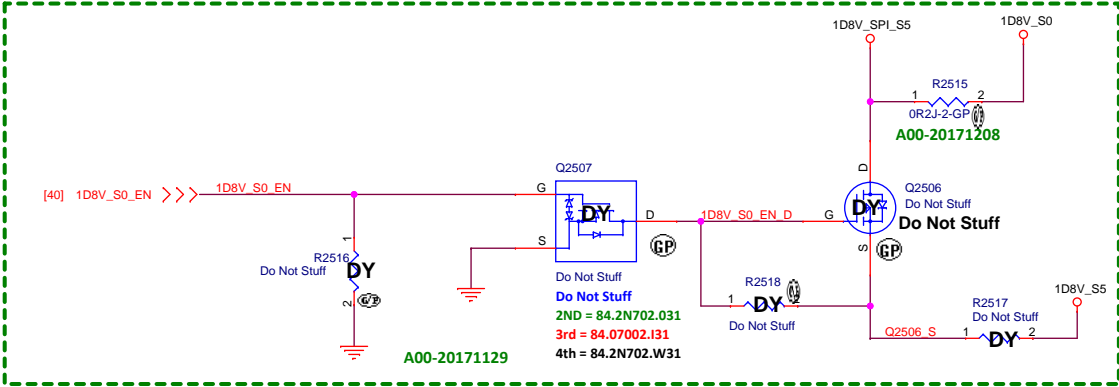 1D8V_SPI_S5
1D8V_S0
R2515
1 2
0R2J-2-GP
A00-20171208
[40] 1D8V_S0_EN 1D8V_S0_EN
Q2507
G
DY
D
S
GP
1D8V_S0_EN_D
D
Q2506
Do Not Stuff
G
DY
Do Not Stuff
S
GP
1
R2516
Do Not Stuff
DY
2
Do Not Stuff
Do Not Stuff
2ND = 84.2N702.031
3rd = 84.07002.I31
4th = 84.2N702.W31
R2518
1 DY 2
Do Not Stuff
1D8V_S5
R2517
Do Not Stuff
Q2506_S
1 DY 2
A00-20171129